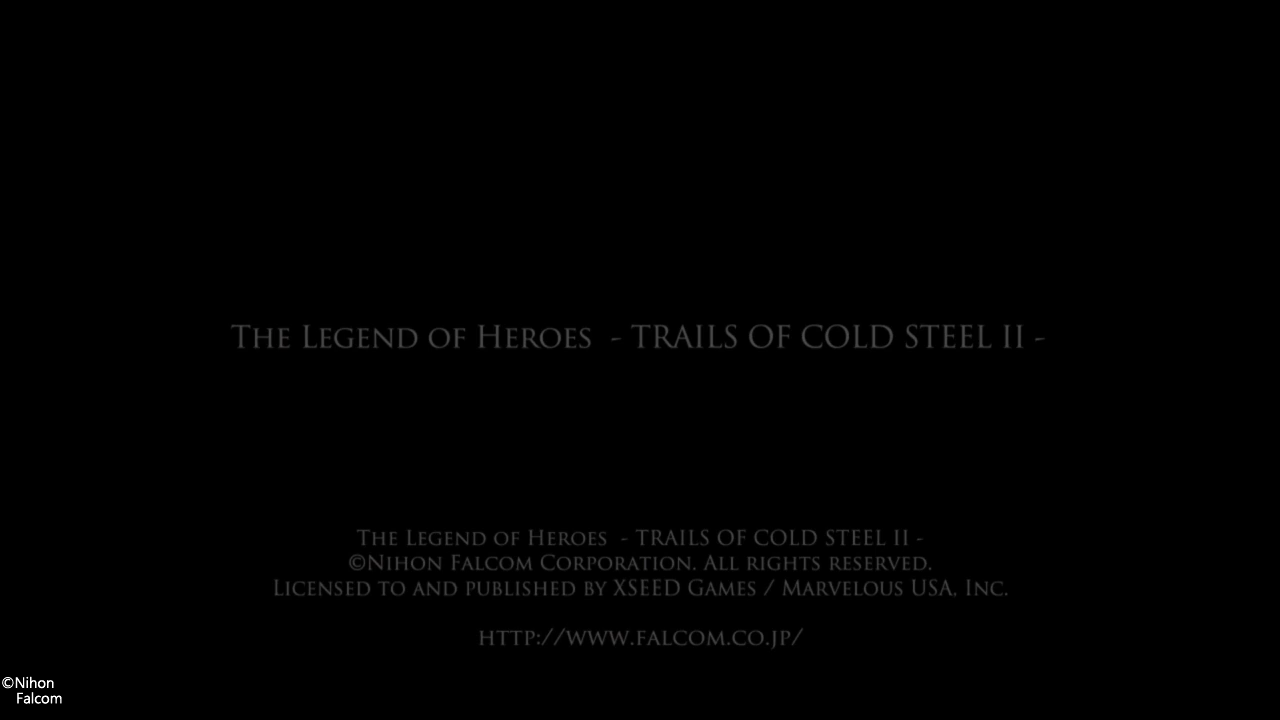 The Legend of Heroes - TRAILS OF COLD STEEL II -
The Legend of Heroes - TRAILS OF COLD STEEL II -
©Nihon Falcom Corporation. All rights reserved.
Licensed to and published by XSEED Games / Marvelous USA, Inc.
http://www.falcom.co.jp/
©Nihon
Falcom